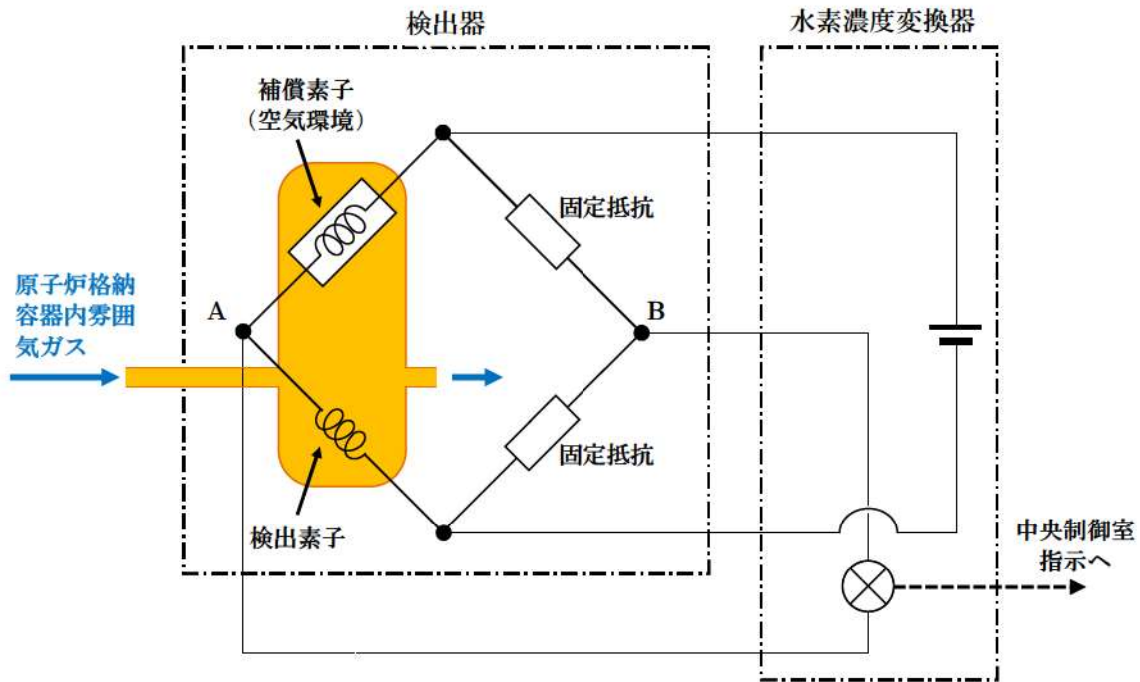 検出器
水素濃度変換器
補償素子
（空気環境）
固定抵抗
原子炉格納
容器内雰囲
気ガス
A
B
固定抵抗
検出素子
中央制御室
指示へ